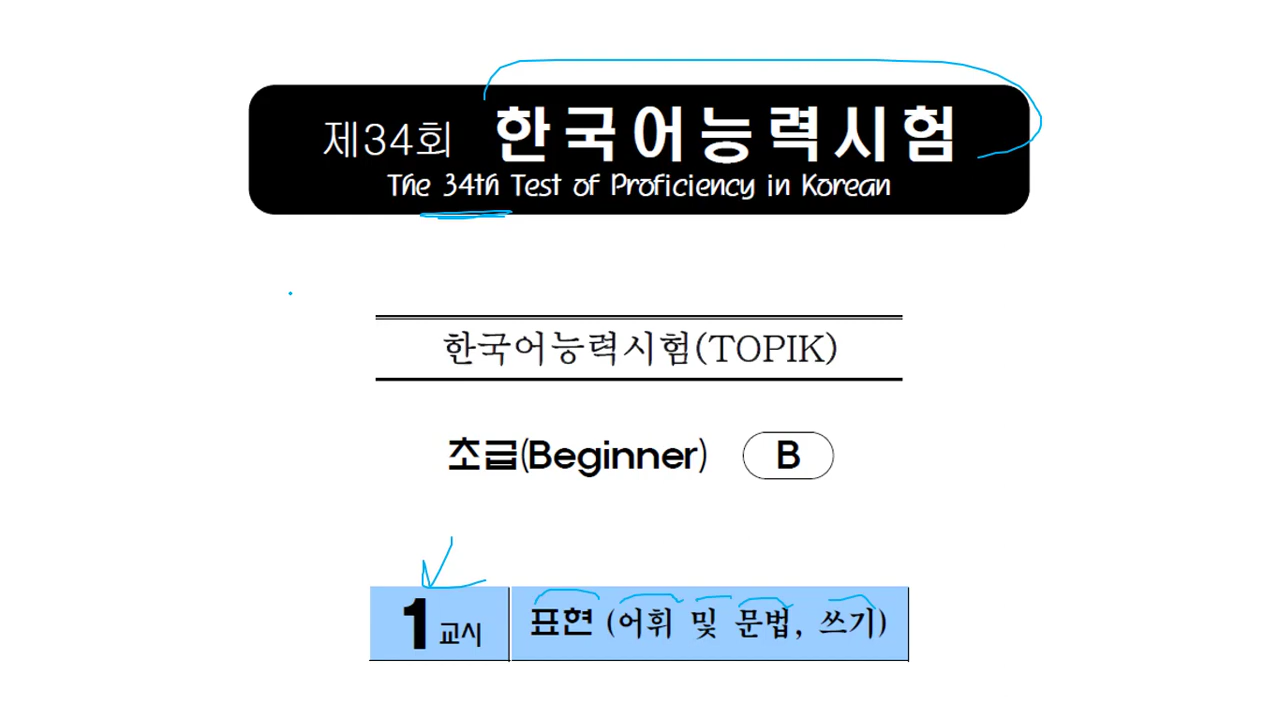 제34회 한국어능력시험
The 34th Test of Proficiency in Korean
한국어능력시험(TOPIK)
초급(Beginner) B
1교시 표현 (어휘 및 문법, 쓰기)